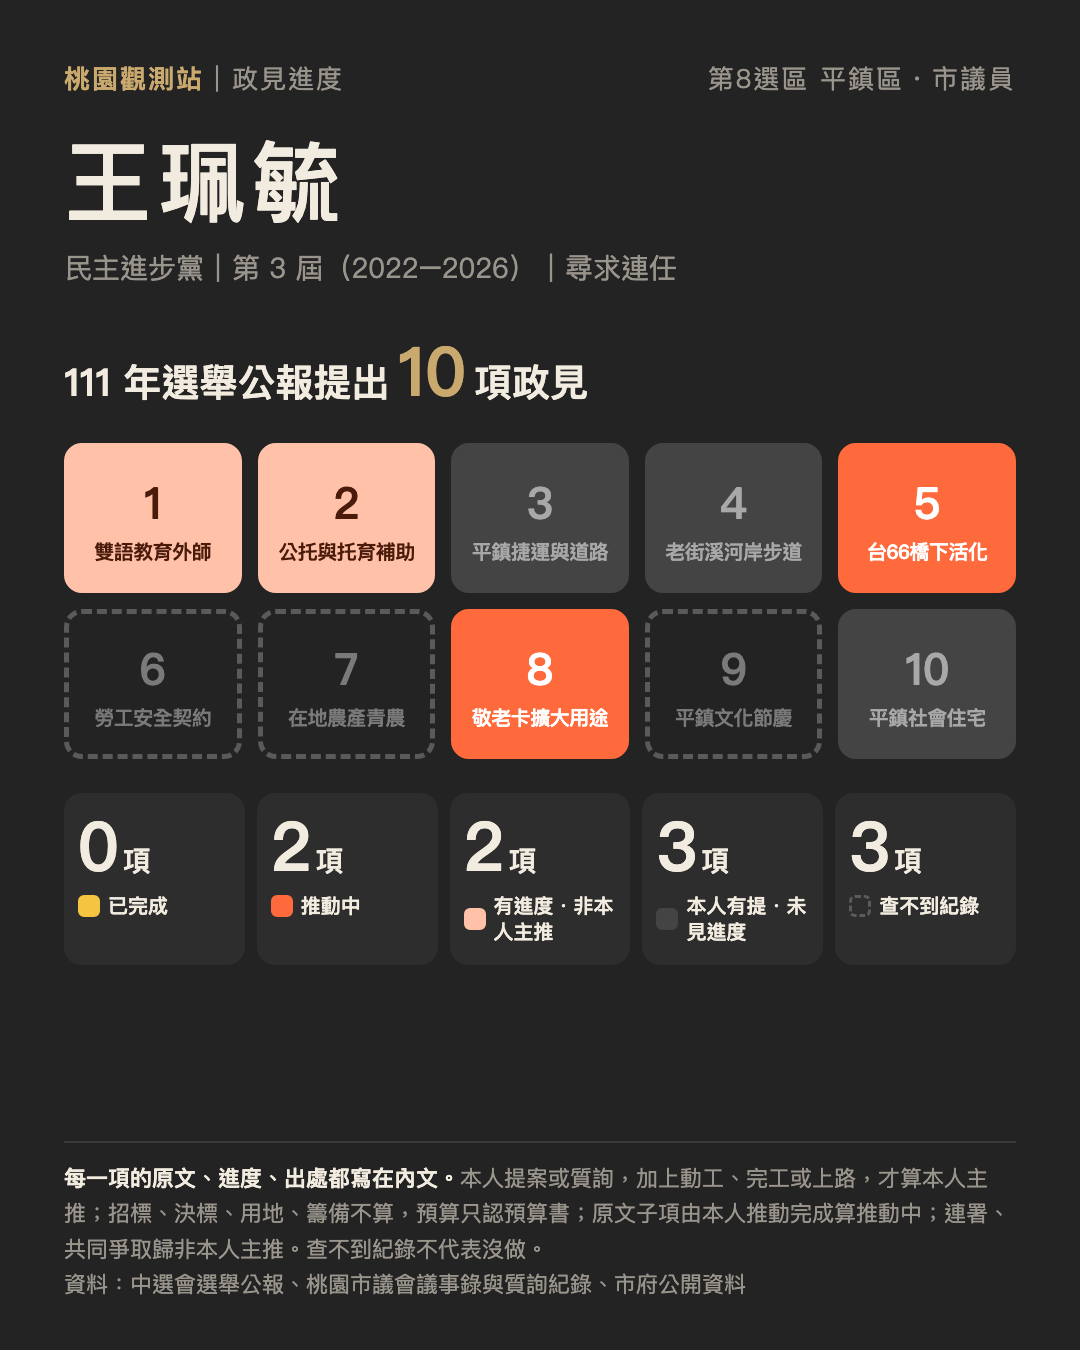 桃園觀測站｜政見進度
第8選區 平鎮區・市議員
王珮毓
民主進步黨｜第 3 屆（2022–2026）｜尋求連任
111 年選舉公報提出 10 項政見
1
雙語教育外師
2
公托與托育補助
3
平鎮捷運與道路
4
老街溪河岸步道
5
台66橋下活化
6
勞工安全契約
7
在地農產青農
8
敬老卡擴大用途
9
平鎮文化節慶
10
平鎮社會住宅
0項
已完成
2項
推動中
2項
有進度・非本
人主推
3項
本人有提・未
見進度
3項
查不到紀錄
每一項的原文、進度、出處都寫在內文。本人提案或質詢，加上動工、完工或上路，才算本人主
推；招標、決標、用地、籌備不算，預算只認預算書；原文子項由本人推動完成算推動中；連署、
共同爭取歸非本人主推。查不到紀錄不代表沒做。
資料：中選會選舉公報、桃園市議會議事錄與質詢紀錄、市府公開資料